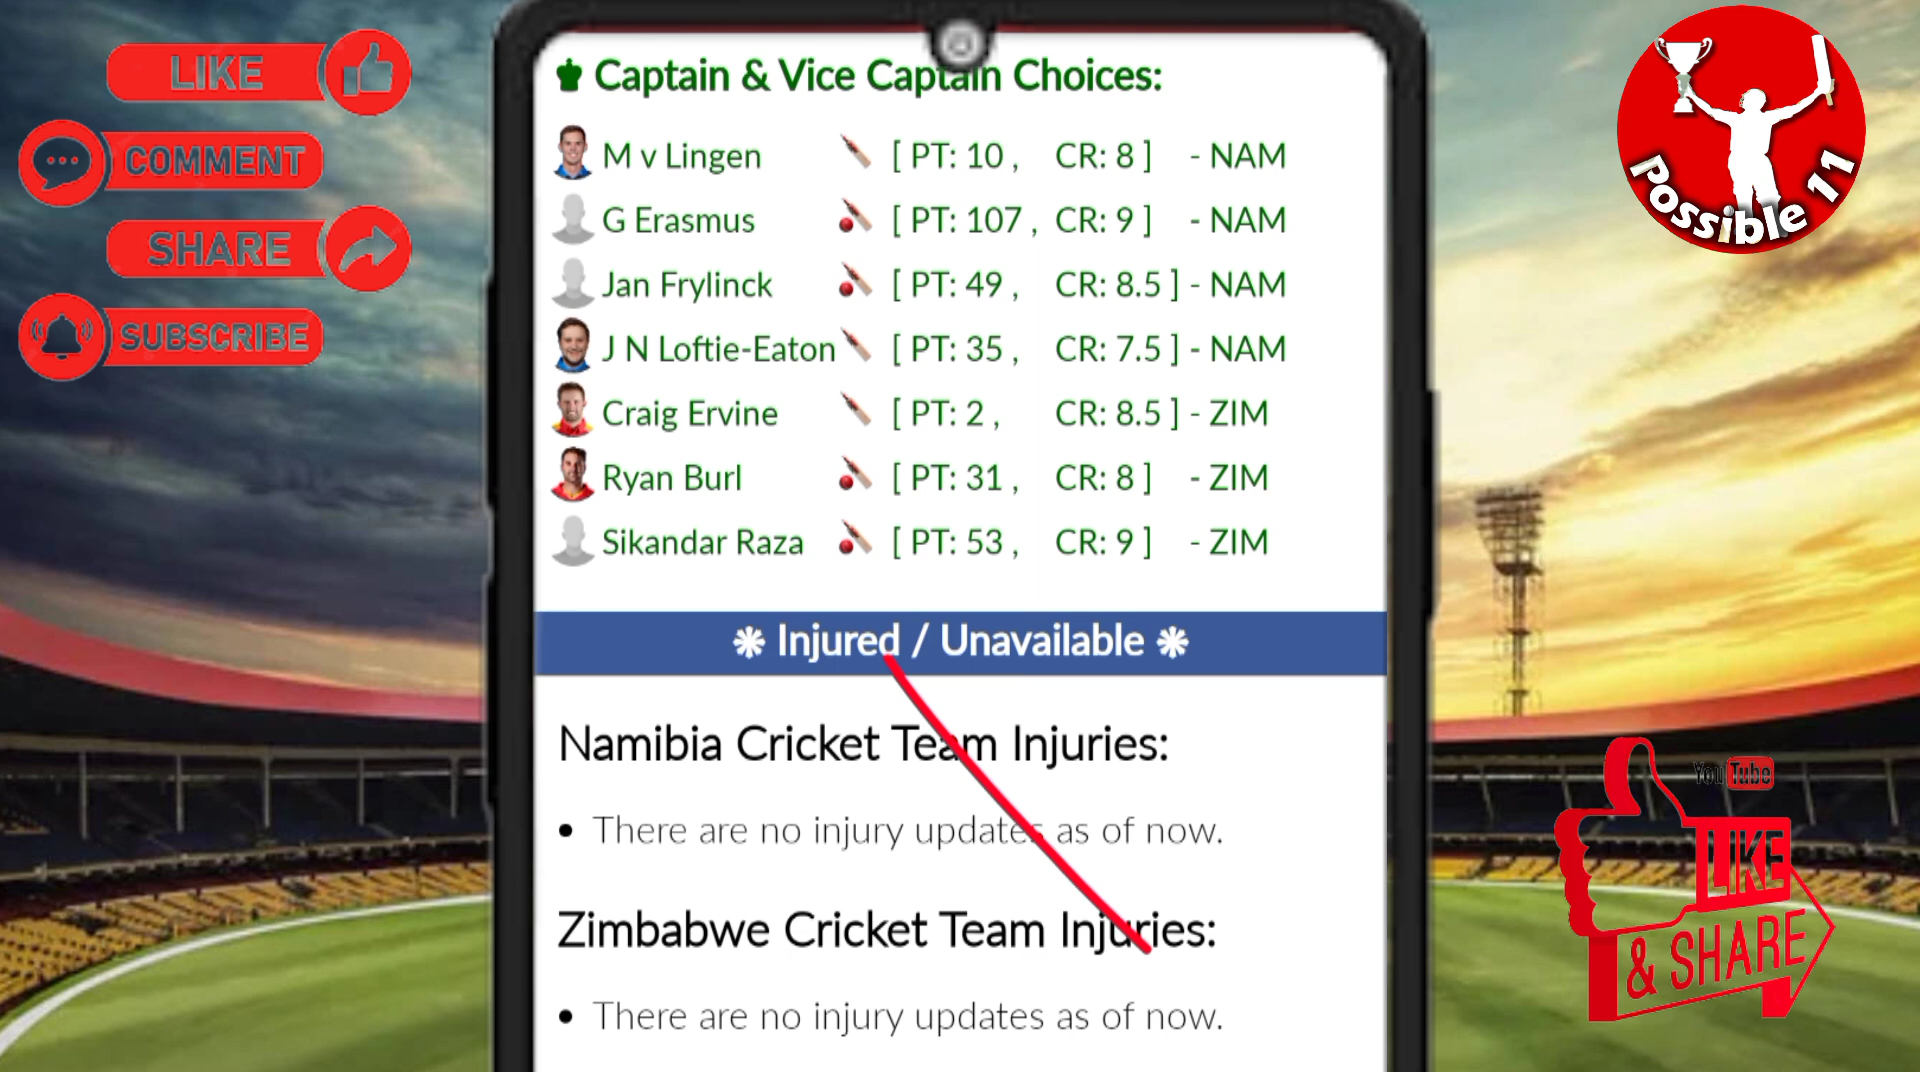 LIKE
COMMENT
SHARE
SUBSCRIBE
Captain & Vice Captain Choices:
M v Lingen [ PT: 10 , CR: 8 ] - NAM
G Erasmus [ PT: 107 , CR: 9 ] - NAM
Jan Frylinck [ PT: 49 , CR: 8.5 ] - NAM
J N Loftie-Eaton [ PT: 35 , CR: 7.5 ] - NAM
Craig Ervine [ PT: 2 , CR: 8.5 ] - ZIM
Ryan Burl [ PT: 31 , CR: 8 ] - ZIM
Sikandar Raza [ PT: 53 , CR: 9 ] - ZIM
Injured / Unavailable
Namibia Cricket Team Injuries:
• There are no injury updates as of now.
Zimbabwe Cricket Team Injuries:
• There are no injury updates as of now.
Possible 11
YouTube
LIKE
& SHARE